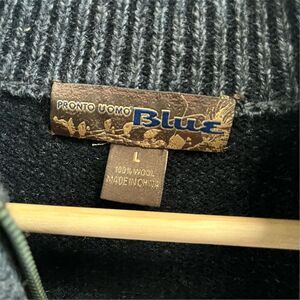 PRONTO UOMO Blue
L
100% WOOL
MADE IN CHINA